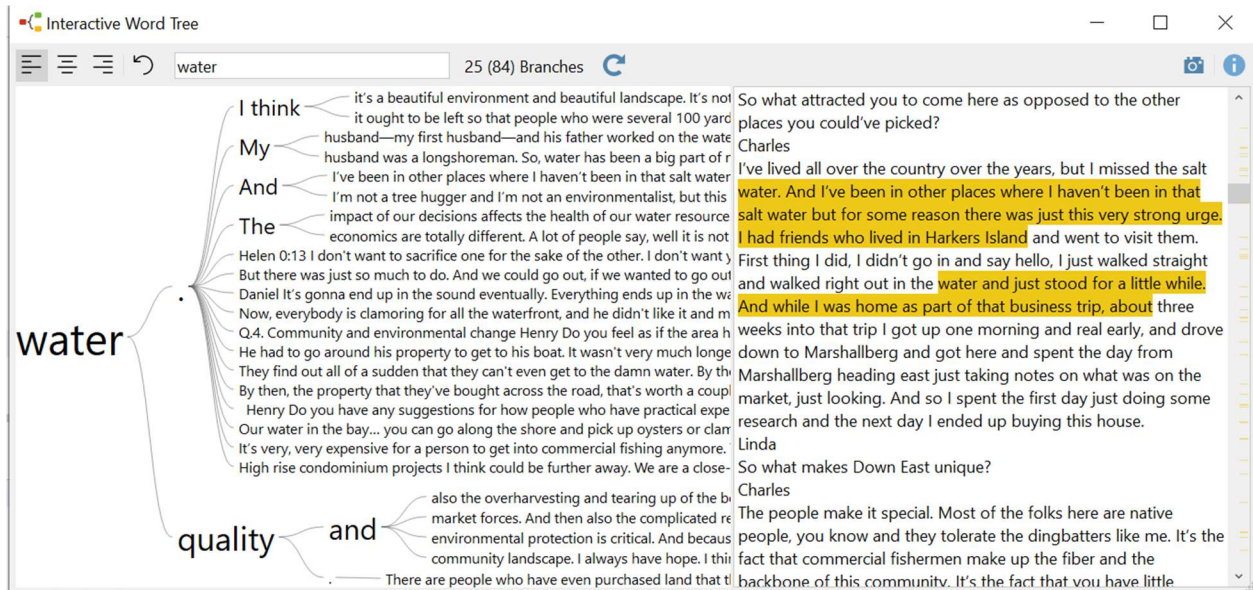 Interactive Word Tree
water
25 (84) Branches
I think
it's a beautiful environment and beautiful landscape. It's not
it ought to be left so that people who were several 100 yard
My
husband—my first husband—and his father worked on the wate
husband was a longshoreman. So, water has been a big part of
And
I've been in other places where I haven't been in that salt water
I'm not a tree hugger and I'm not an environmentalist, but this
The
impact of our decisions affects the health of our water resource
economics are totally different. A lot of people say, well it is not
Helen 0:13 I don't want to sacrifice one for the sake of the other. I don't want
But there was just so much to do. And we could go out, if we wanted to go out
.
Daniel It's gonna end up in the sound eventually. Everything ends up in the wa
Now, everybody is clamoring for all the waterfront, and he didn't like it and m
Q.4. Community and environmental change Henry Do you feel as if the area h
water
He had to go around his property to get to his boat. It wasn't very much longe
They find out all of a sudden that they can't even get to the damn water. By the
By then, the property that they've bought across the road, that's worth a coupl
Henry Do you have any suggestions for how people who have practical expe
Our water in the bay... you can go along the shore and pick up oysters or clam
It's very, very expensive for a person to get into commercial fishing anymore.
High rise condominium projects I think could be further away. We are a close-
quality
and
also the overharvesting and tearing up of the b
market forces. And then also the complicated re
environmental protection is critical. And becaus
community landscape. I always have hope. I thin
.
There are people who have even purchased land that t
So what attracted you to come here as opposed to the other
places you could've picked?
Charles
I've lived all over the country over the years, but I missed the salt
water. And I've been in other places where I haven't been in that
salt water but for some reason there was just this very strong urge.
I had friends who lived in Harkers Island and went to visit them.
First thing I did, I didn't go in and say hello, I just walked straight
and walked right out in the water and just stood for a little while.
And while I was home as part of that business trip, about three
weeks into that trip I got up one morning and real early, and drove
down to Marshallberg and got here and spent the day from
Marshallberg heading east just taking notes on what was on the
market, just looking. And so I spent the first day just doing some
research and the next day I ended up buying this house.
Linda
So what makes Down East unique?
Charles
The people make it special. Most of the folks here are native
people, you know and they tolerate the dingbatters like me. It's the
fact that commercial fishermen make up the fiber and the
backbone of this community. It's the fact that you have little